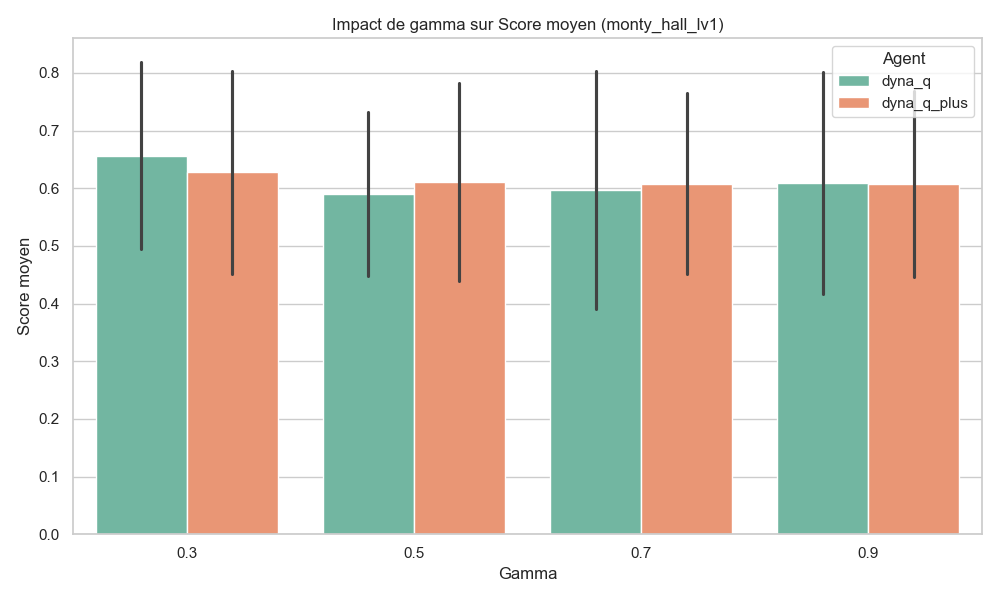 Impact de gamma sur Score moyen (monty_hall_lv1)
Agent
dyna_q
dyna_q_plus
Score moyen
0.8
0.7
0.6
0.5
0.4
0.3
0.2
0.1
0.0
0.3
0.5
0.7
0.9
Gamma